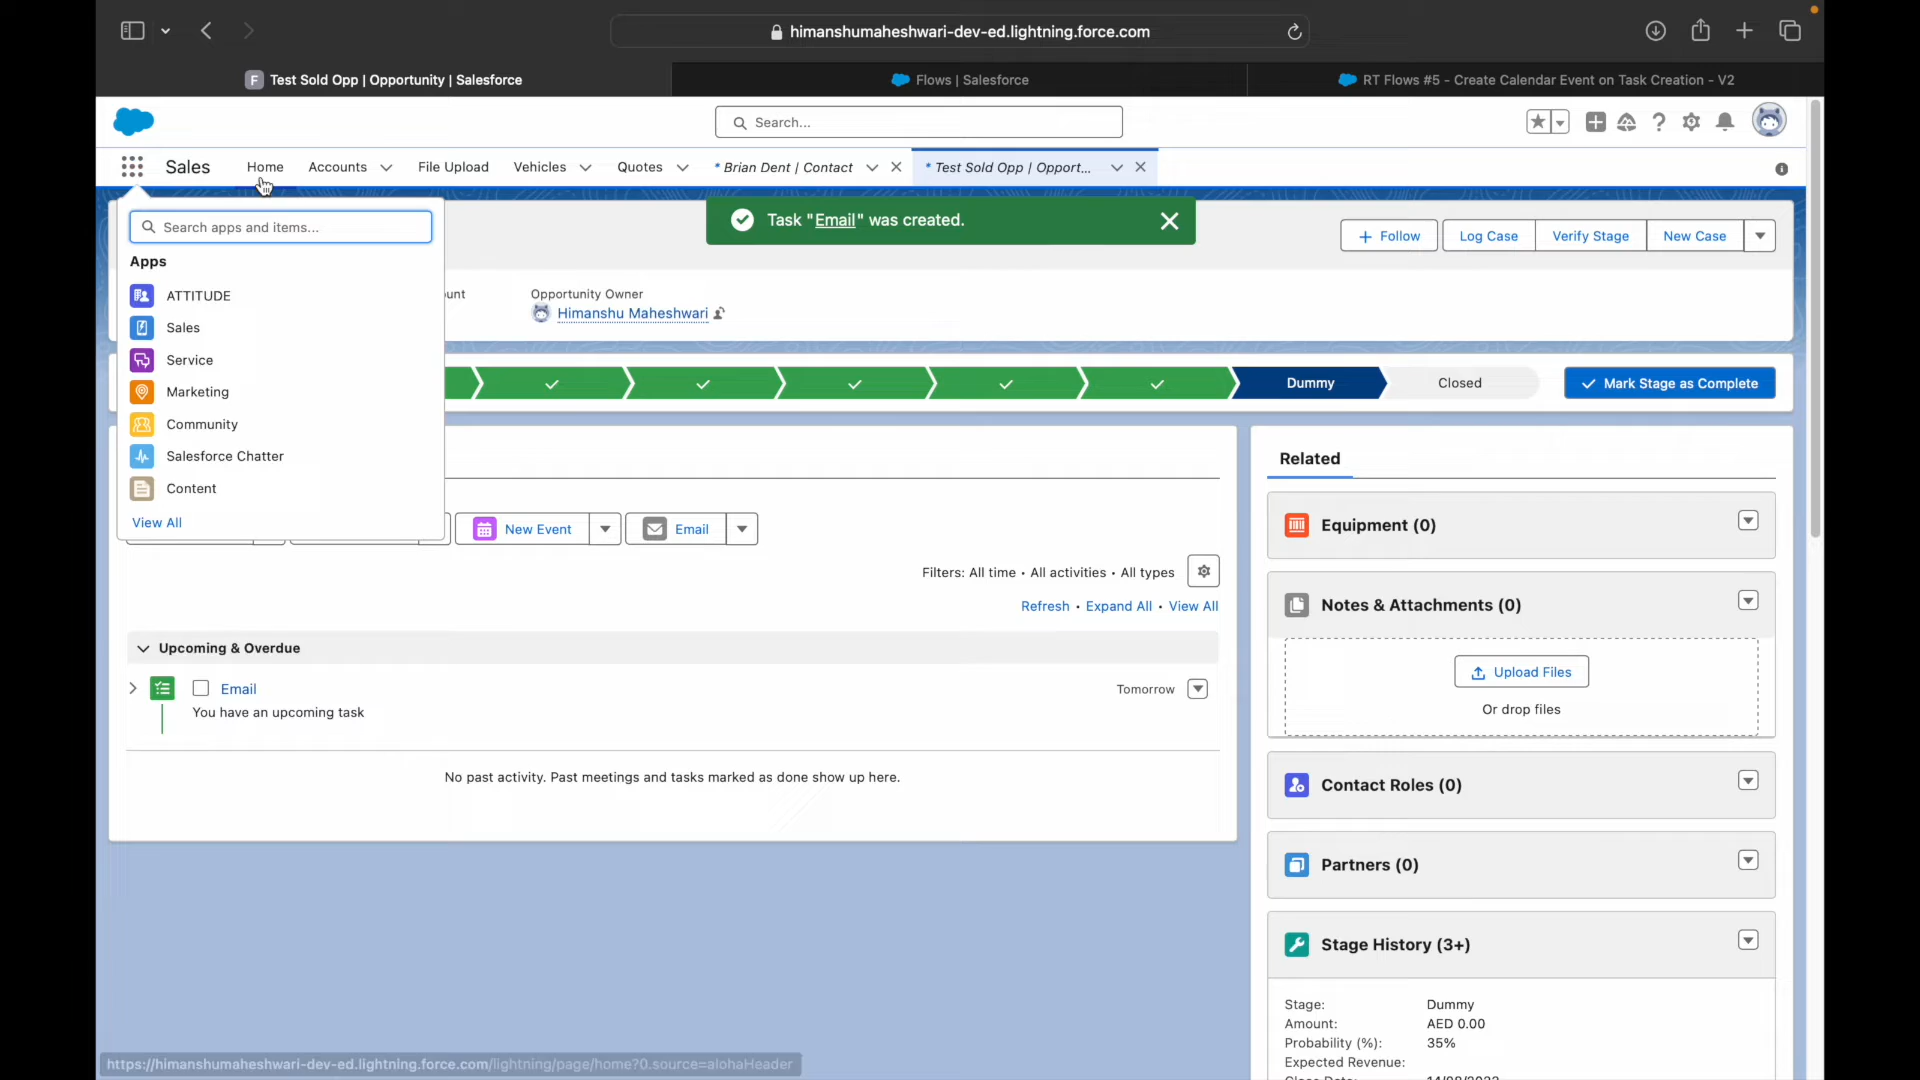 himanshumaheshwari-dev-ed.lightning.force.com
F Test Sold Opp | Opportunity | Salesforce
Flows | Salesforce
RT Flows #5 - Create Calendar Event on Task Creation - V2
Search...
Sales
Home
Accounts
File Upload
Vehicles
Quotes
* Brian Dent | Contact
* Test Sold Opp | Opport...
Search apps and items...
Apps
ATTITUDE
Sales
Service
Marketing
Community
Salesforce Chatter
Content
View All
Task "Email" was created.
Follow
Log Case
Verify Stage
New Case
unt
Opportunity Owner
Himanshu Maheshwari
Dummy
Closed
Mark Stage as Complete
New Event
Email
Filters: All time • All activities • All types
Refresh • Expand All • View All
Upcoming & Overdue
Email
Tomorrow
You have an upcoming task
No past activity. Past meetings and tasks marked as done show up here.
Related
Equipment (0)
Notes & Attachments (0)
Upload Files
Or drop files
Contact Roles (0)
Partners (0)
Stage History (3+)
Stage: Dummy
Amount: AED 0.00
Probability (%): 35%
Expected Revenue:
https://himanshumaheshwari-dev-ed.lightning.force.com/lightning/page/home?0.source=alohaHeader